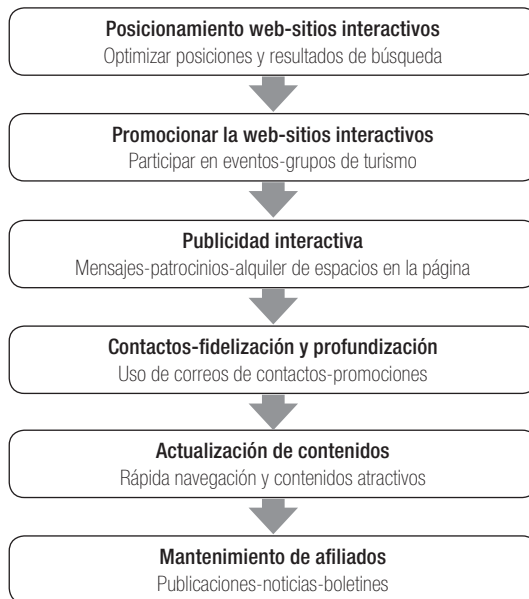 Posicionamiento web-sitios interactivos
Optimizar posiciones y resultados de búsqueda
Promocionar la web-sitios interactivos
Participar en eventos-grupos de turismo
Publicidad interactiva
Mensajes-patrocinios-alquiler de espacios en la página
Contactos-fidelización y profundización
Uso de correos de contactos-promociones
Actualización de contenidos
Rápida navegación y contenidos atractivos
Mantenimiento de afiliados
Publicaciones-noticias-boletines